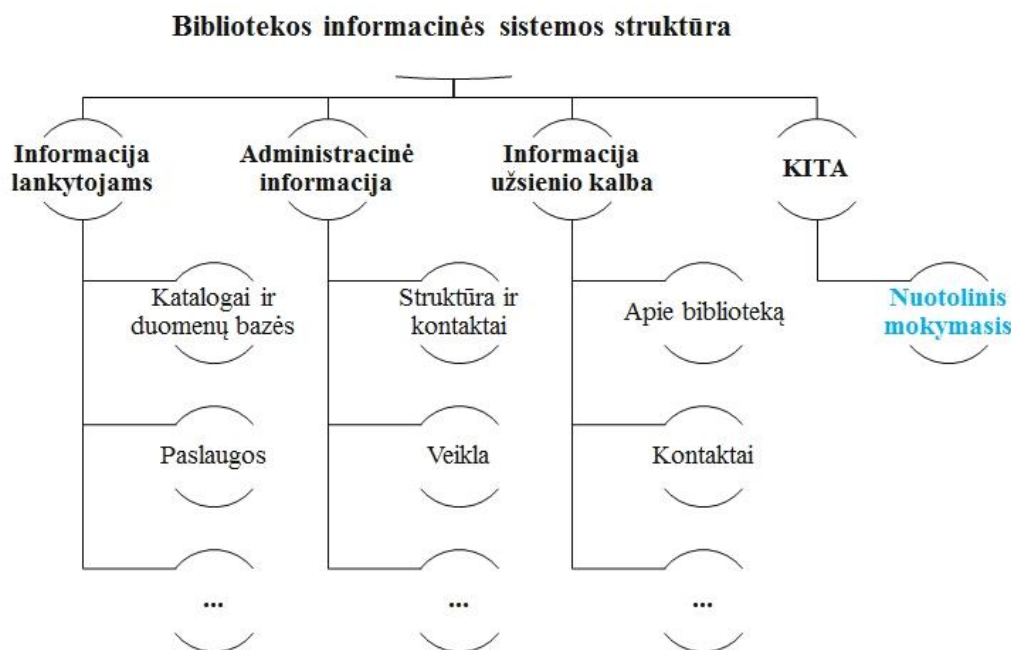 Bibliotekos informacinės sistemos struktūra
Informacija
lankytojams
Administracinė
informacija
Informacija
užsienio kalba
KITA
Katalogai ir
duomenų bazės
Struktūra ir
kontaktai
Apie biblioteką
Nuotolinis
mokymasis
Paslaugos
Veikla
Kontaktai
...
...
...